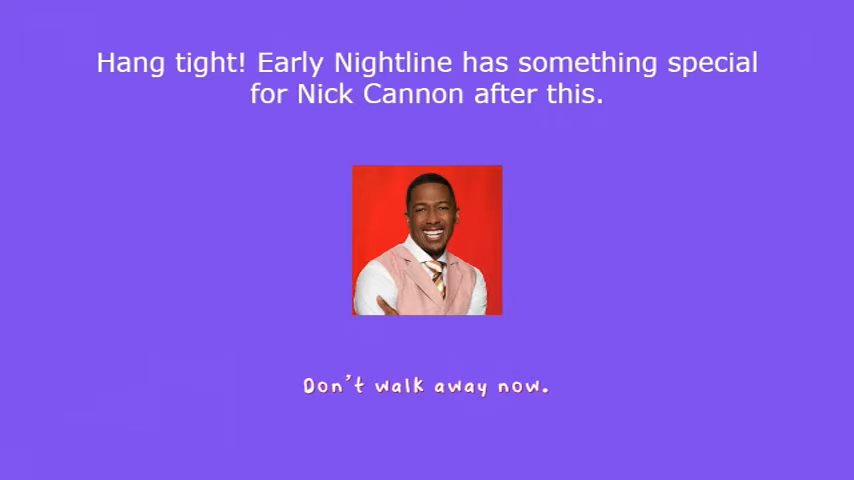 Hang tight! Early Nightline has something special
for Nick Cannon after this.
Don't walk away now.